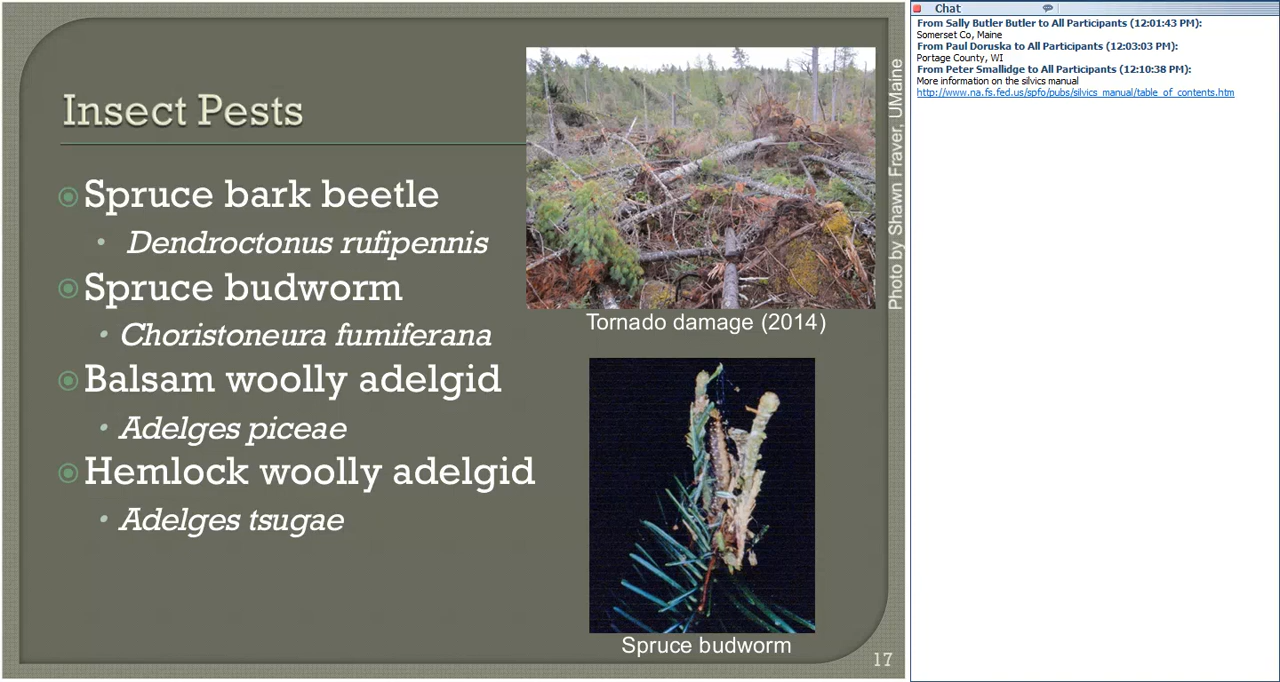 Insect Pests
Spruce bark beetle
• Dendroctonus rufipennis
Spruce budworm
• Choristoneura fumiferana
Balsam woolly adelgid
• Adelges piceae
Hemlock woolly adelgid
• Adelges tsugae
Photo by Shawn Fraver, UMaine
Tornado damage (2014)
Spruce budworm
17
Chat
From Sally Butler Butler to All Participants (12:01:43 PM):
Somerset Co, Maine
From Paul Doruska to All Participants (12:03:03 PM):
Portage County, WI
From Peter Smallidge to All Participants (12:10:38 PM):
More information on the silvics manual
http://www.na.fs.fed.us/spfo/pubs/silvics_manual/table_of_contents.htm